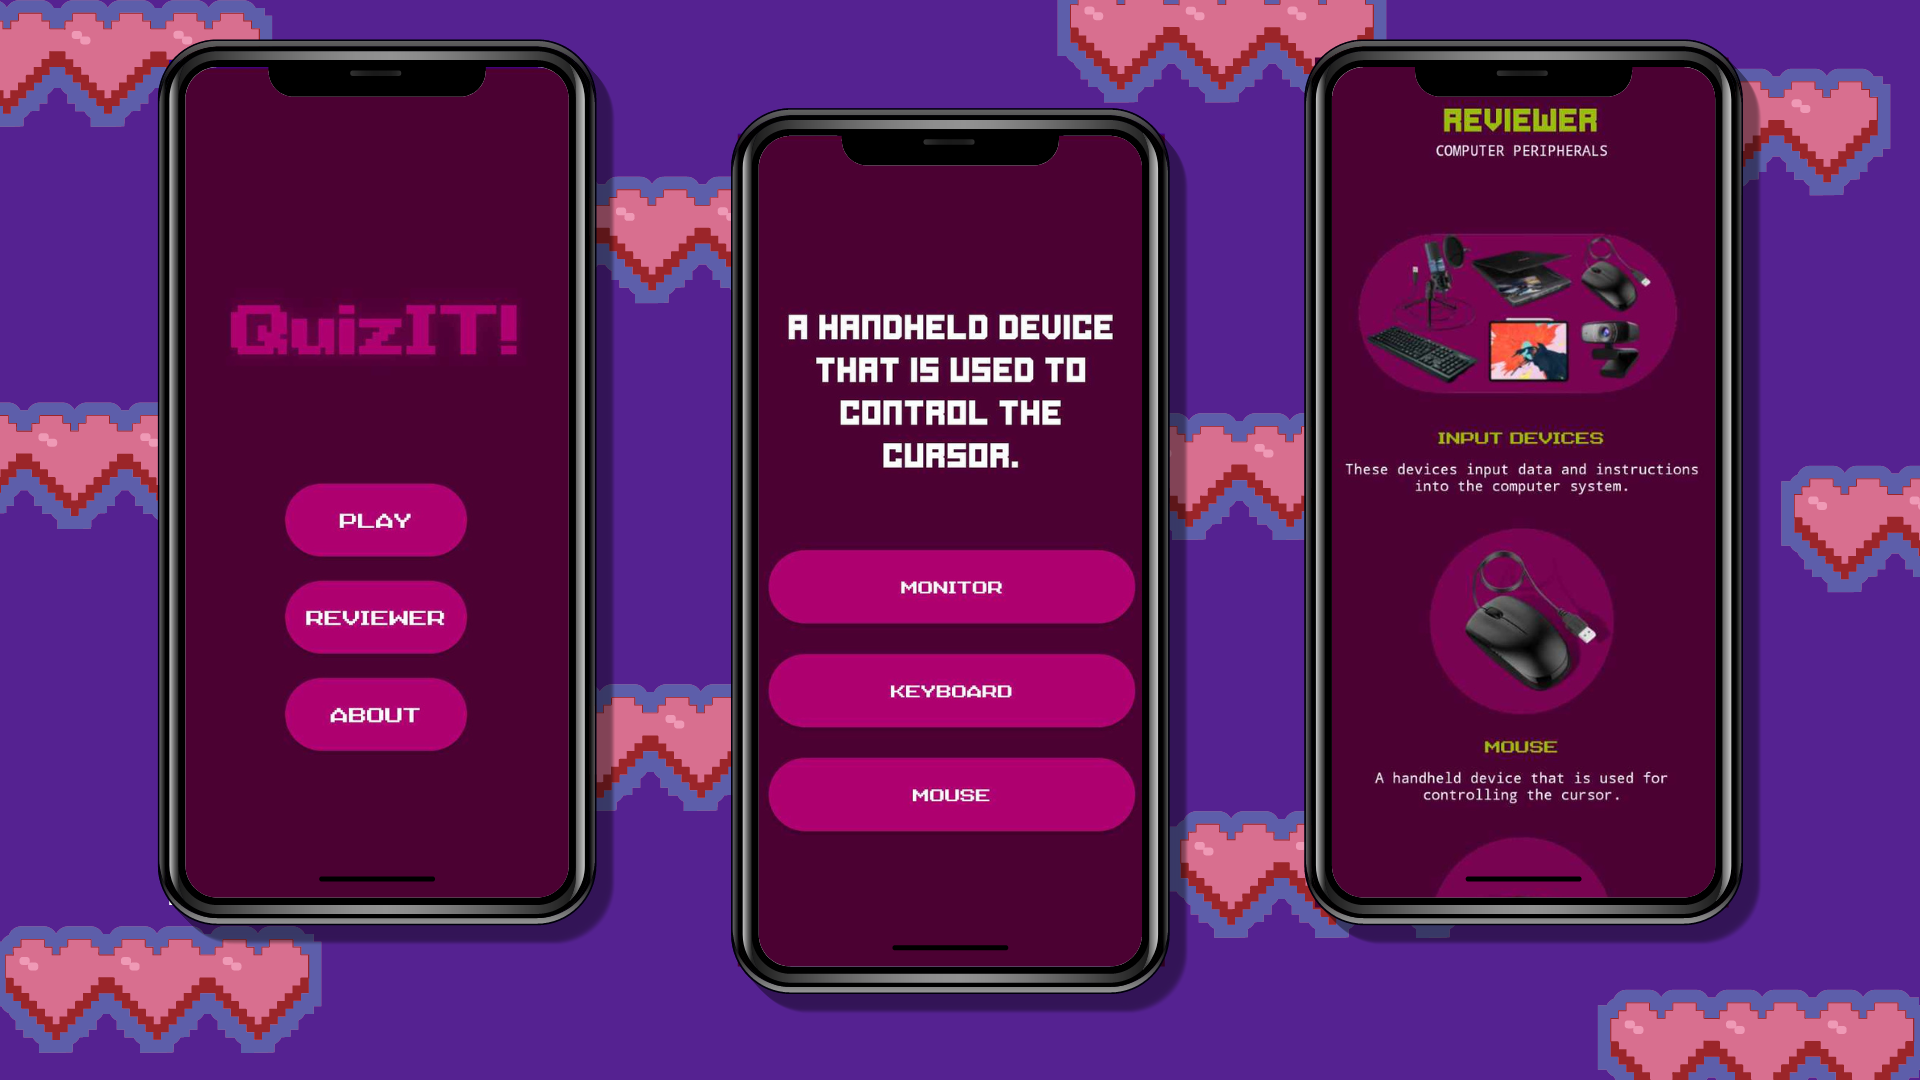 QuizIT!
PLAY
REVIEWER
ABOUT
A HANDHELD DEVICE
THAT IS USED TO
CONTROL THE
CURSOR.
MONITOR
KEYBOARD
MOUSE
REVIEWER
COMPUTER PERIPHERALS
INPUT DEVICES
These devices input data and instructions
into the computer system.
MOUSE
A handheld device that is used for
controlling the cursor.